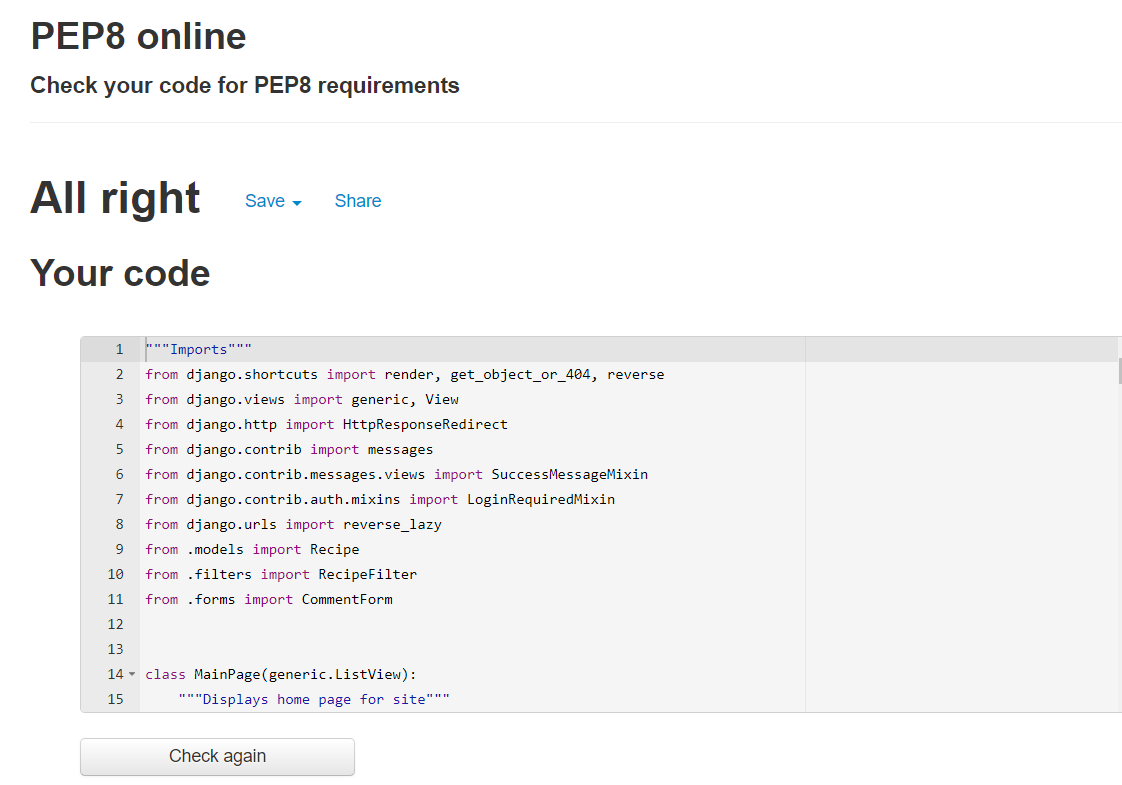 PEP8 online
Check your code for PEP8 requirements
All right Save Share
Your code
1 """Imports"""
2 from django.shortcuts import render, get_object_or_404, reverse
3 from django.views import generic, View
4 from django.http import HttpResponseRedirect
5 from django.contrib import messages
6 from django.contrib.messages.views import SuccessMessageMixin
7 from django.contrib.auth.mixins import LoginRequiredMixin
8 from django.urls import reverse_lazy
9 from .models import Recipe
10 from .filters import RecipeFilter
11 from .forms import CommentForm
12
13
14 class MainPage(generic.ListView):
15     """Displays home page for site"""
Check again